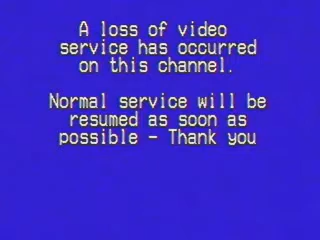 A loss of video
service has occurred
on this channel.
Normal service will be
resumed as soon as
possible - Thank you